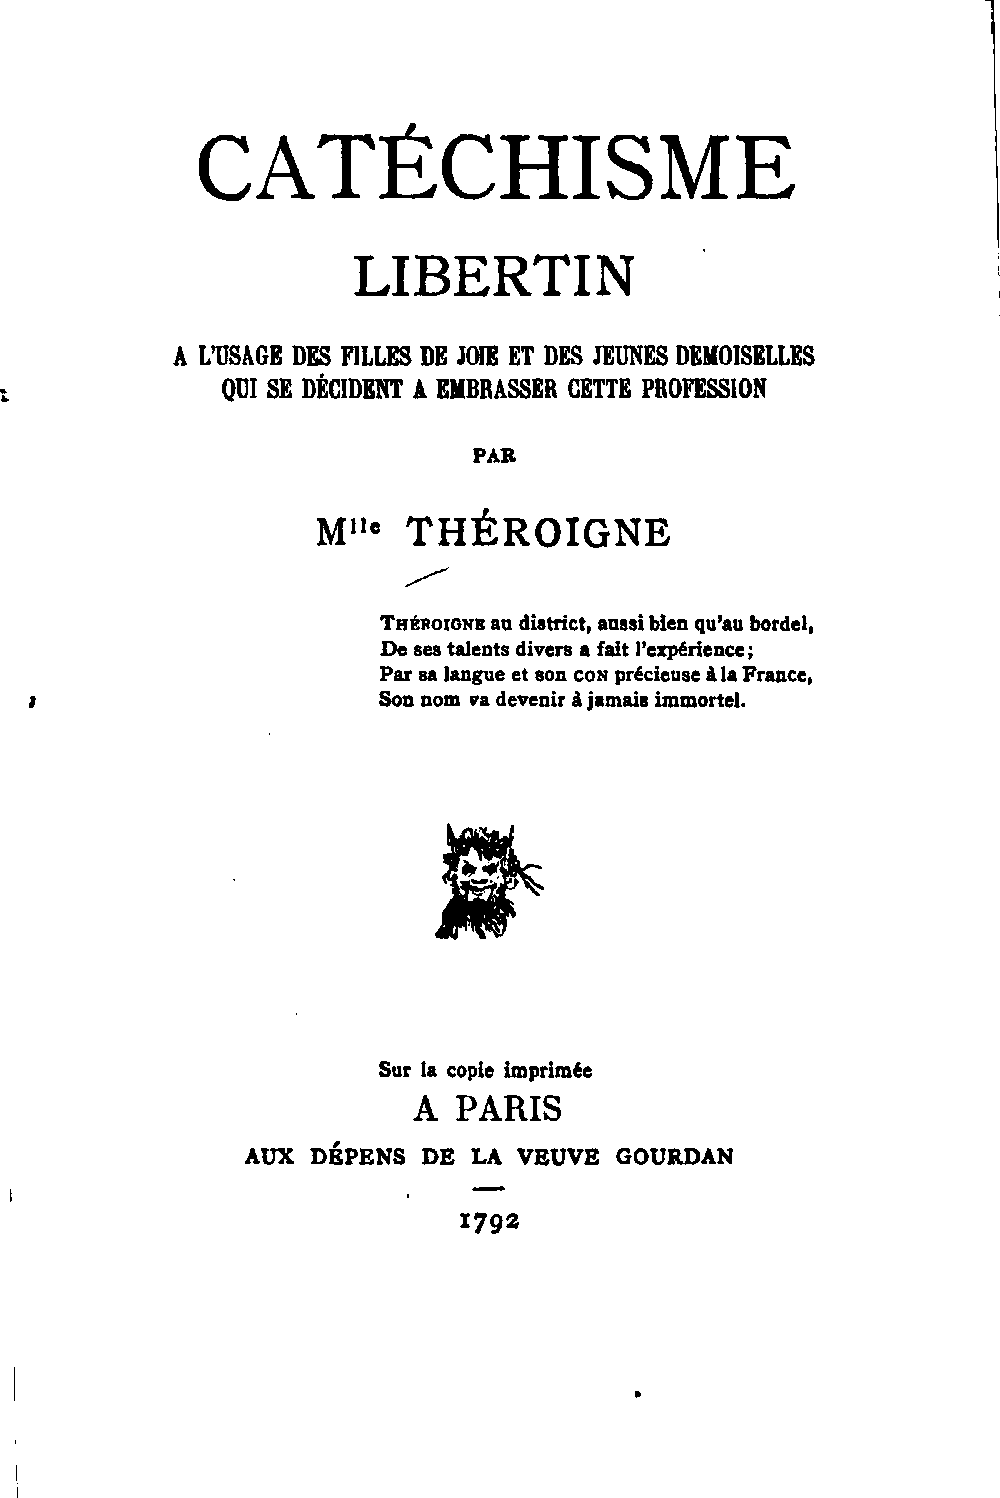 CATÉCHISME
LIBERTIN
A L'USAGE DES FILLES DE JOIE ET DES JEUNES DEMOISELLES
QUI SE DÉCIDENT A EMBRASSER CETTE PROFESSION
PAR
Mlle THÉROIGNE
THÉROIGNE au district, aussi bien qu'au bordel,
De ses talents divers a fait l'expérience;
Par sa langue et son CON précieuse à la France,
Son nom va devenir à jamais immortel.
Sur la copie imprimée
A PARIS
AUX DÉPENS DE LA VEUVE GOURDAN
1792